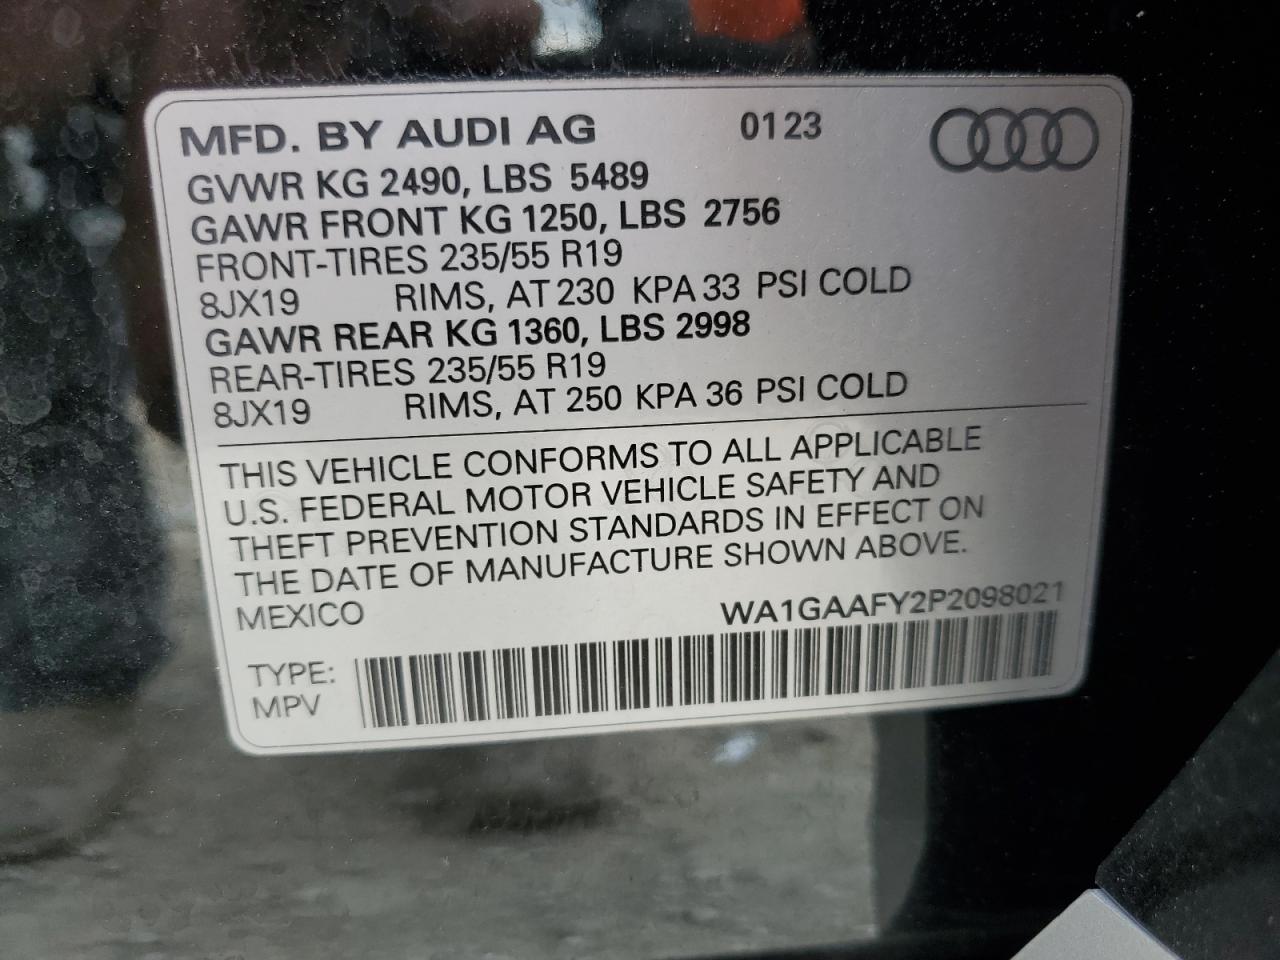 MFD. BY AUDI AG 0123
GVWR KG 2490, LBS 5489
GAWR FRONT KG 1250, LBS 2756
FRONT-TIRES 235/55 R19
8JX19 RIMS, AT 230 KPA 33 PSI COLD
GAWR REAR KG 1360, LBS 2998
REAR-TIRES 235/55 R19
8JX19 RIMS, AT 250 KPA 36 PSI COLD
THIS VEHICLE CONFORMS TO ALL APPLICABLE
U.S. FEDERAL MOTOR VEHICLE SAFETY AND
THEFT PREVENTION STANDARDS IN EFFECT ON
THE DATE OF MANUFACTURE SHOWN ABOVE.
MEXICO WA1GAAFY2P2098021
TYPE:
MPV